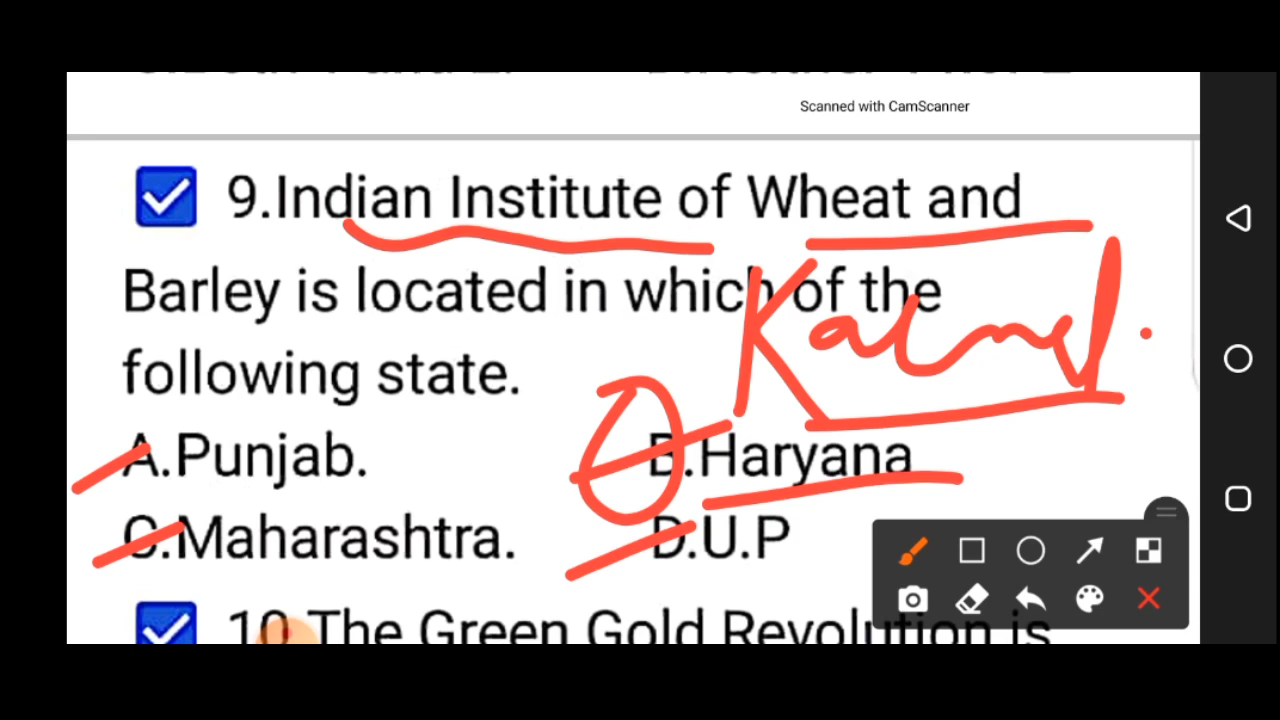 Scanned with CamScanner
9.Indian Institute of Wheat and
Barley is located in which of the
following state.
A.Punjab.
B.Haryana
C.Maharashtra.
D.U.P
10.The Green Gold Revolution is